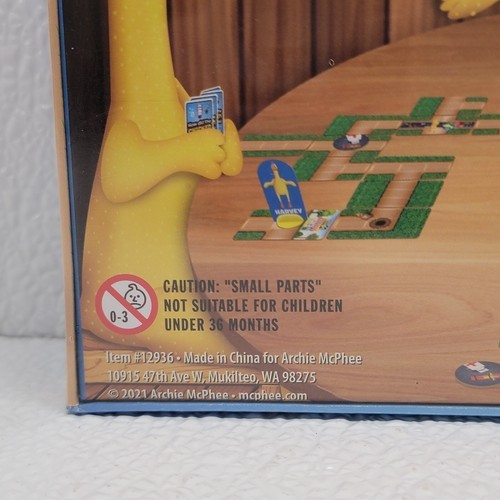 HARVEY
CAUTION: "SMALL PARTS"
NOT SUITABLE FOR CHILDREN
UNDER 36 MONTHS
0-3
Item #12936 • Made in China for Archie McPhee
10915 47th Ave W, Mukilteo, WA 98275
© 2021 Archie McPhee • mcphee.com